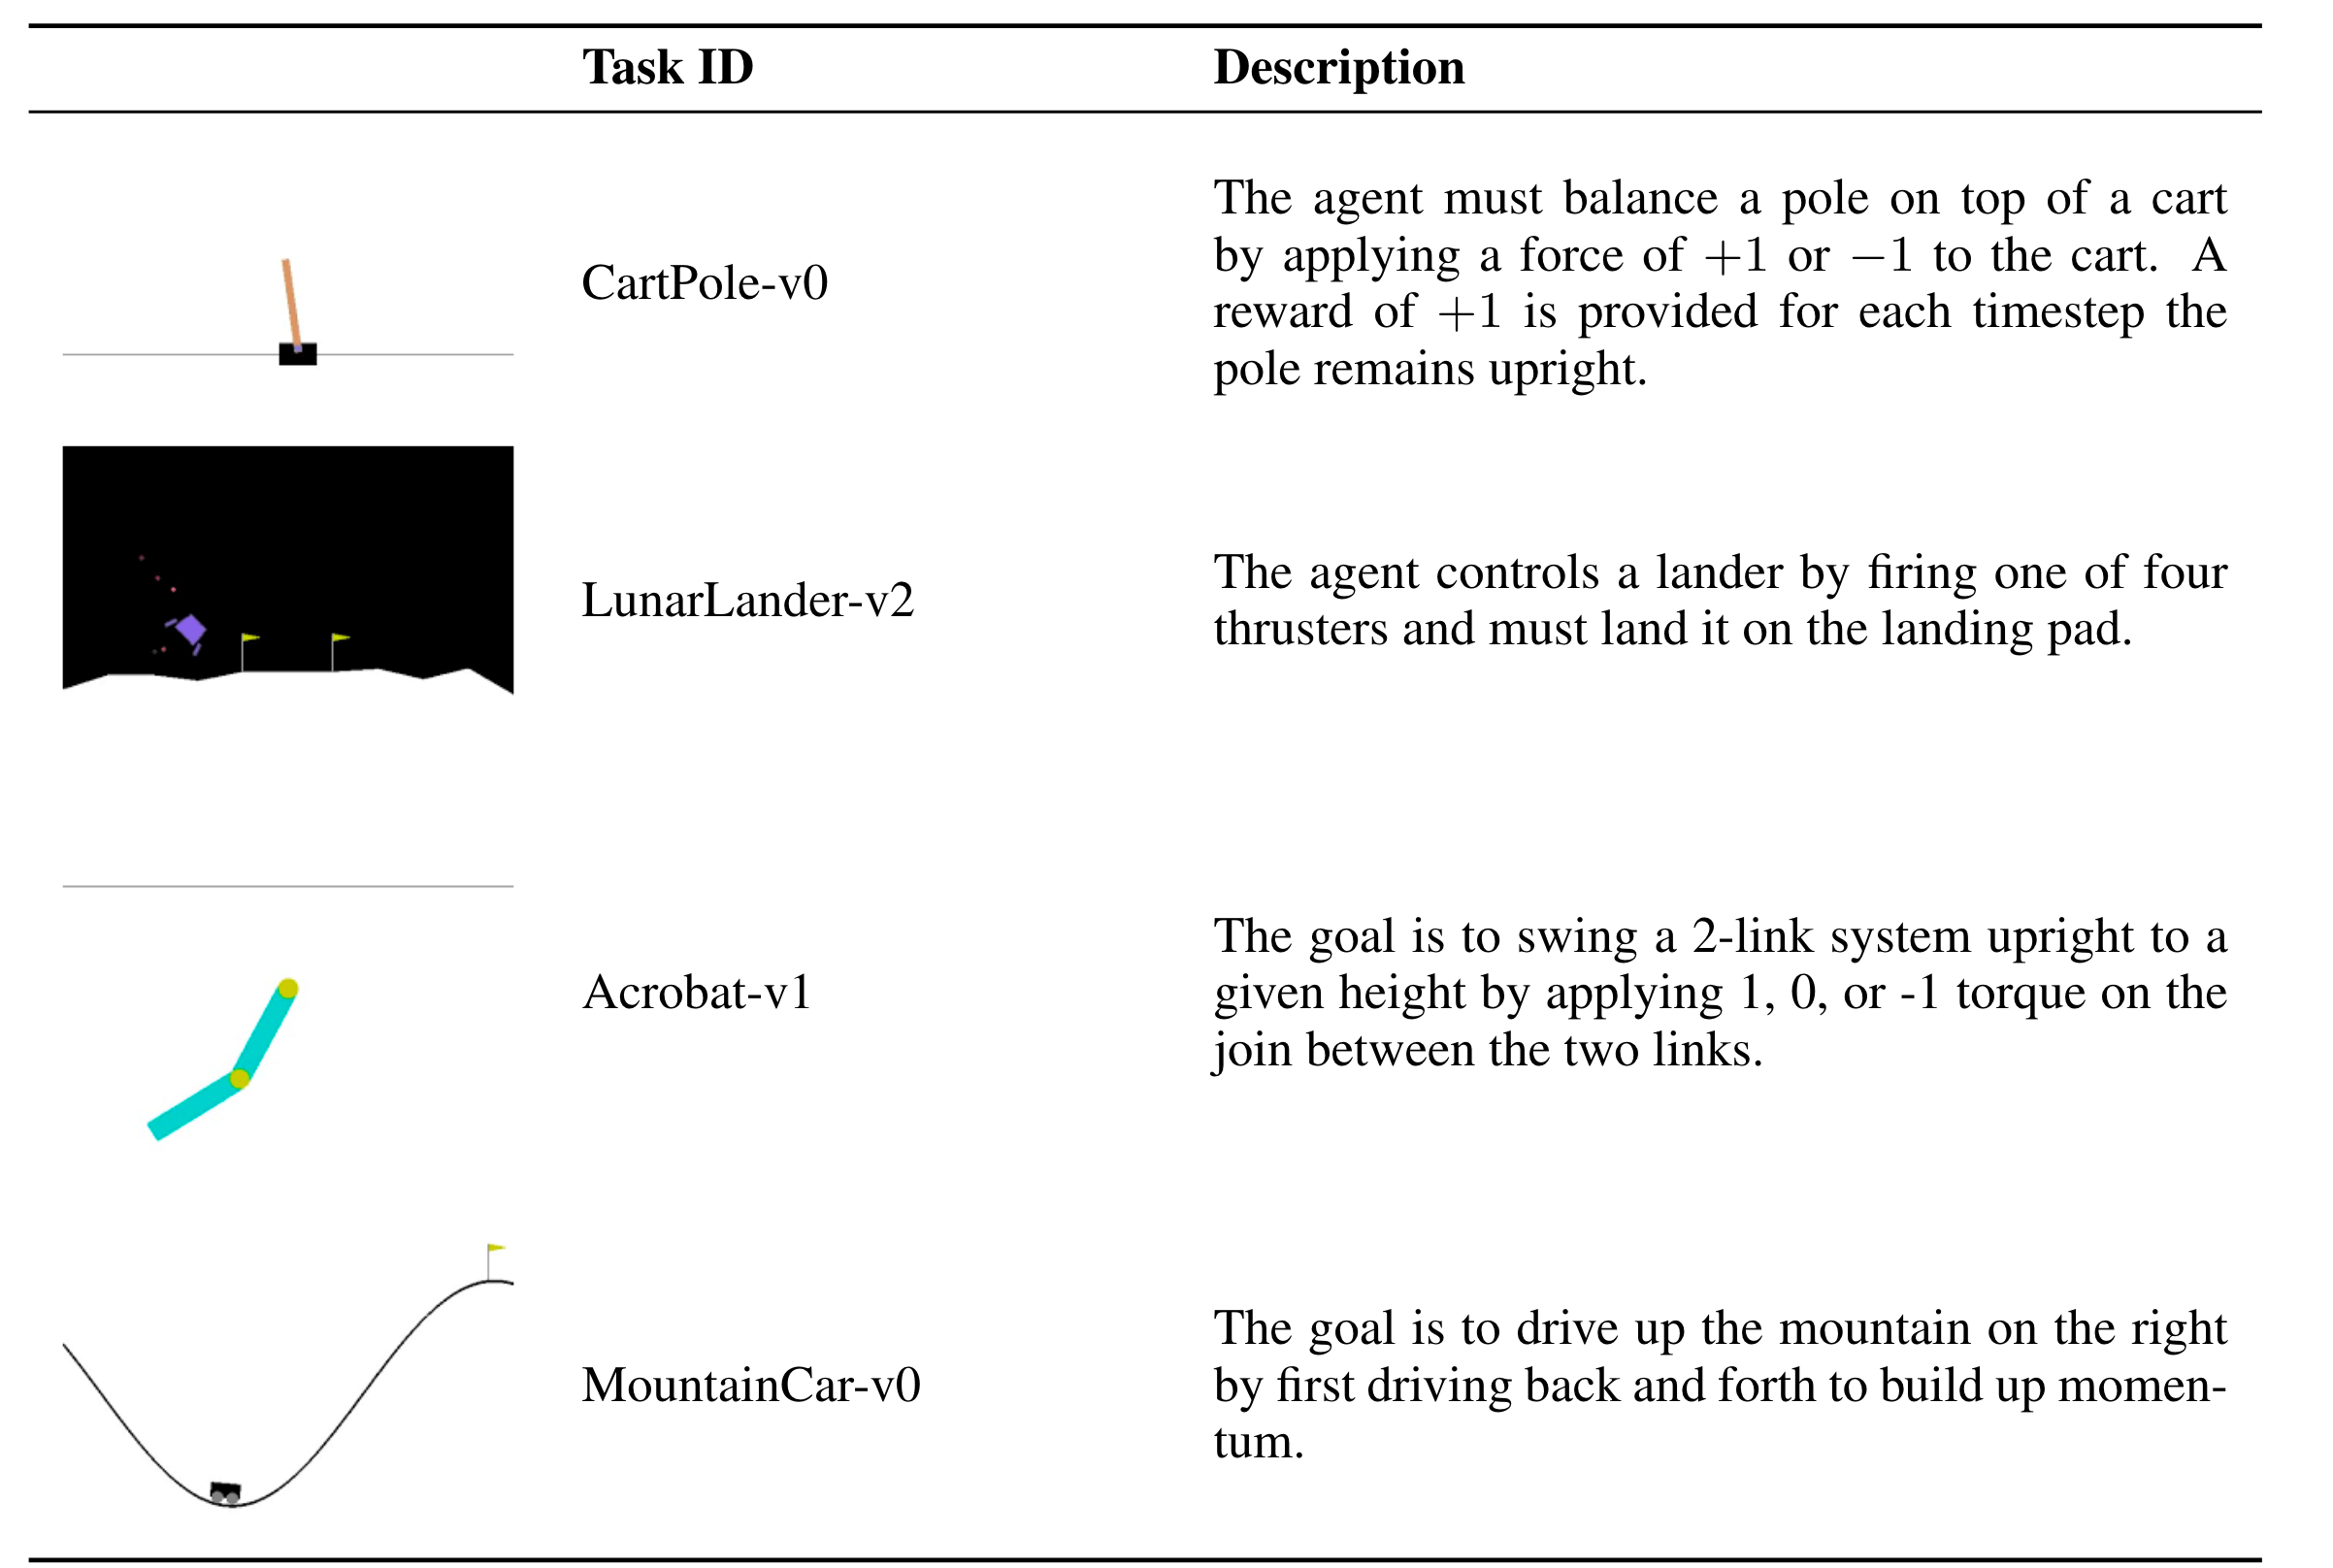 Task ID Description
CartPole-v0
The agent must balance a pole on top of a cart
by applying a force of +1 or −1 to the cart. A
reward of +1 is provided for each timestep the
pole remains upright.
LunarLander-v2
The agent controls a lander by firing one of four
thrusters and must land it on the landing pad.
Acrobat-v1
The goal is to swing a 2-link system upright to a
given height by applying 1, 0, or -1 torque on the
join between the two links.
MountainCar-v0
The goal is to drive up the mountain on the right
by first driving back and forth to build up momen-
tum.